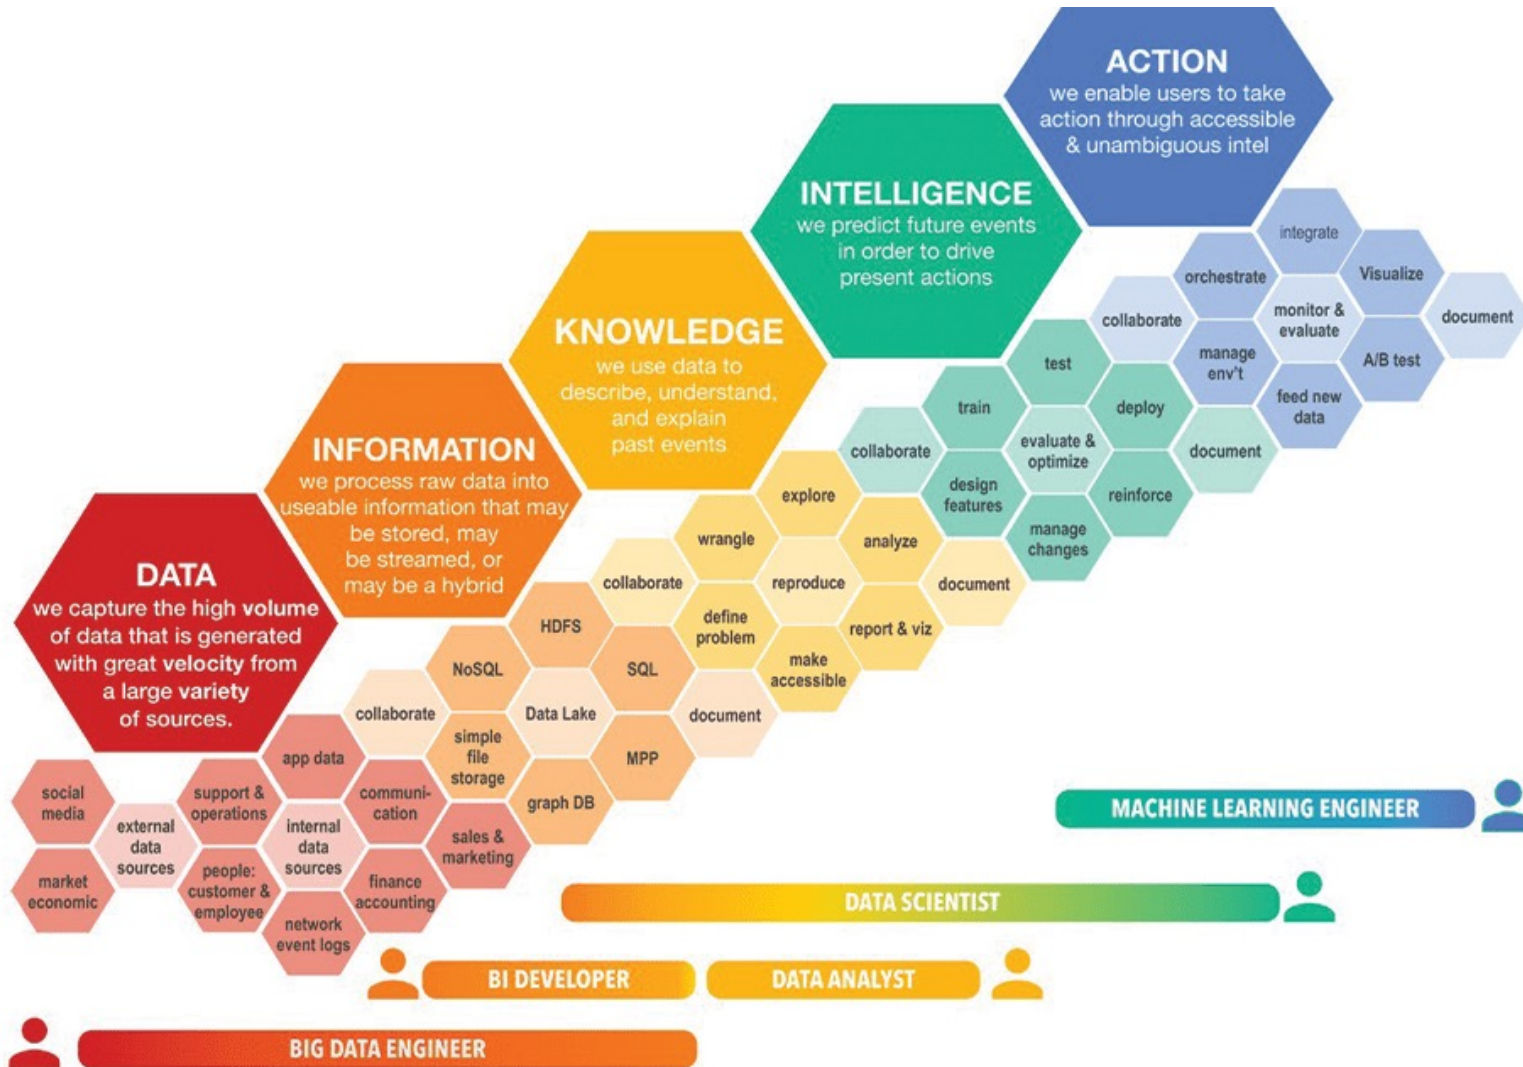 ACTION
we enable users to take
action through accessible
& unambiguous intel
INTELLIGENCE
we predict future events
in order to drive
present actions
KNOWLEDGE
we use data to
describe, understand,
and explain
past events
INFORMATION
we process raw data into
useable information that may
be stored, may
be streamed, or
may be a hybrid
DATA
we capture the high volume
of data that is generated
with great velocity from
a large variety
of sources.
integrate
orchestrate
Visualize
collaborate
monitor &
evaluate
document
manage
env't
A/B test
feed new
data
test
train
deploy
collaborate
evaluate &
optimize
document
design
features
reinforce
manage
changes
explore
wrangle
analyze
collaborate
reproduce
document
define
problem
report & viz
make
accessible
HDFS
NoSQL
SQL
collaborate
Data Lake
document
simple
file
storage
MPP
graph DB
app data
social
media
support &
operations
communi-
cation
external
data
sources
internal
data
sources
sales &
marketing
market
economic
people:
customer &
employee
finance
accounting
network
event logs
MACHINE LEARNING ENGINEER
DATA SCIENTIST
BI DEVELOPER
DATA ANALYST
BIG DATA ENGINEER